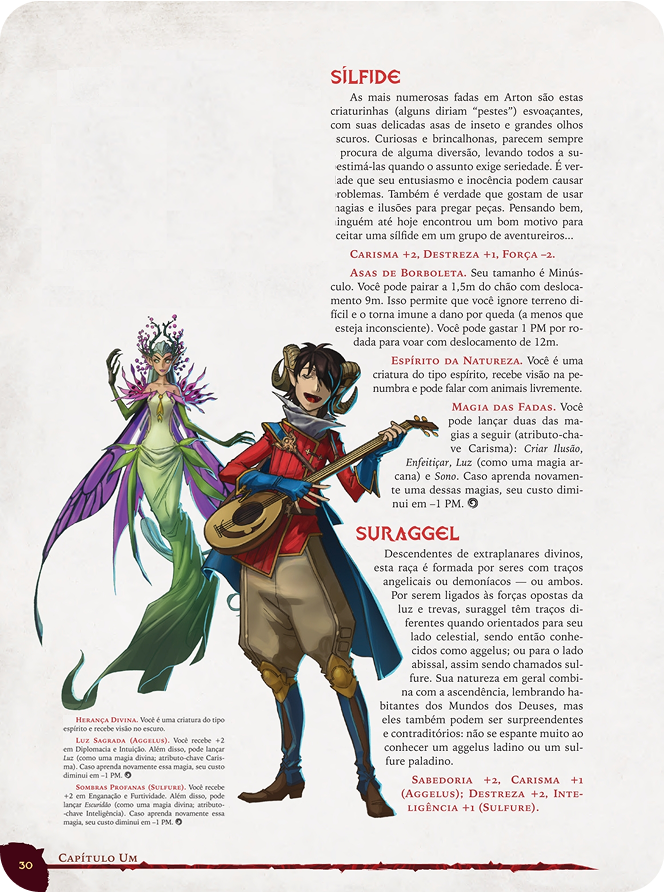 SÍLFIDE
As mais numerosas fadas em Arton são estas
criaturinhas (alguns diriam “pestes”) esvoaçantes,
com suas delicadas asas de inseto e grandes olhos
scuros. Curiosas e brincalhonas, parecem sempre
procura de alguma diversão, levando todos a su-
estimá-las quando o assunto exige seriedade. É ver-
dade que seu entusiasmo e inocência podem causar
roblemas. Também é verdade que gostam de usar
magias e ilusões para pregar peças. Pensando bem,
ninguém até hoje encontrou um bom motivo para
ceitar uma sílfide em um grupo de aventureiros...
CARISMA +2, DESTREZA +1, FORÇA –2.
ASAS DE BORBOLETA. Seu tamanho é Minús-
culo. Você pode pairar a 1,5m do chão com desloca-
mento 9m. Isso permite que você ignore terreno di-
fícil e o torna imune a dano por queda (a menos que
esteja inconsciente). Você pode gastar 1 PM por ro-
dada para voar com deslocamento de 12m.
ESPÍRITO DA NATUREZA. Você é uma
criatura do tipo espírito, recebe visão na pe-
numbra e pode falar com animais livremente.
MAGIA DAS FADAS. Você
pode lançar duas das ma-
gias a seguir (atributo-cha-
ve Carisma): Criar Ilusão,
Enfeitiçar, Luz (como uma magia ar-
cana) e Sono. Caso aprenda novamen-
te uma dessas magias, seu custo dimi-
nui em –1 PM.
SURAGGEL
Descendentes de extraplanares divinos,
esta raça é formada por seres com traços
angelicais ou demoníacos — ou ambos.
Por serem ligados às forças opostas da
luz e trevas, suraggel têm traços di-
ferentes quando orientados para seu
lado celestial, sendo então conhe-
cidos como aggelus; ou para o lado
abissal, assim sendo chamados sul-
fure. Sua natureza em geral combi-
na com a ascendência, lembrando ha-
bitantes dos Mundos dos Deuses, mas
eles também podem ser surpreendentes
e contraditórios: não se espante muito ao
conhecer um aggelus ladino ou um sul-
fure paladino.
SABEDORIA +2, CARISMA +1
(AGGELUS); DESTREZA +2, INTE-
LIGÊNCIA +1 (SULFURE).
HERANÇA DIVINA. Você é uma criatura do tipo
espírito e recebe visão no escuro.
LUZ SAGRADA (AGGELUS). Você recebe +2
em Diplomacia e Intuição. Além disso, pode lançar
Luz (como uma magia divina; atributo-chave Caris-
ma). Caso aprenda novamente essa magia, seu custo
diminui em –1 PM.
SOMBRAS PROFANAS (SULFURE). Você recebe
+2 em Enganação e Furtividade. Além disso, pode
lançar Escuridão (como uma magia divina; atributo-
-chave Inteligência). Caso aprenda novamente essa
magia, seu custo diminui em –1 PM.
30
CAPÍTULO UM